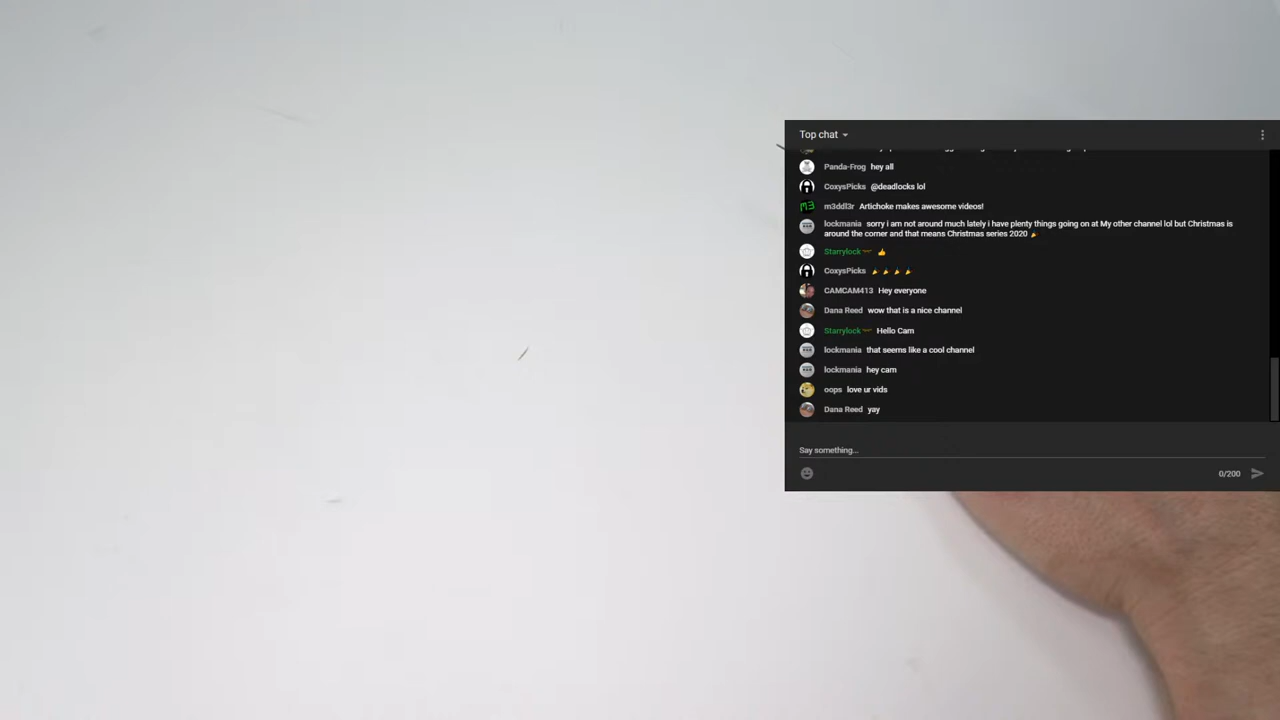 Top chat
Panda-Frog hey all
CoxysPicks @deadlocks lol
m3ddl3r Artichoke makes awesome videos!
lockmania sorry i am not around much lately i have plenty things going on at My other channel lol but Christmas is
around the corner and that means Christmas series 2020
Starrylock
CoxysPicks
CAMCAM413 Hey everyone
Dana Reed wow that is a nice channel
Starrylock Hello Cam
lockmania that seems like a cool channel
lockmania hey cam
oops love ur vids
Dana Reed yay
Say something...
0/200